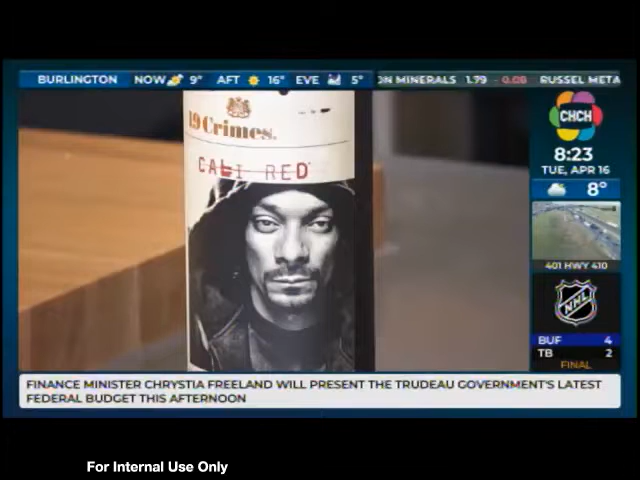 BURLINGTON NOW 9° AFT 16° EVE 5° ON MINERALS 1.79 - 0.08 RUSSEL META
19 Crimes.
CALI RED
CHCH
8:23
TUE, APR 16
8°
401 HWY 410
NHL
BUF 4
TB 2
FINAL
FINANCE MINISTER CHRYSTIA FREELAND WILL PRESENT THE TRUDEAU GOVERNMENT'S LATEST
FEDERAL BUDGET THIS AFTERNOON
For Internal Use Only